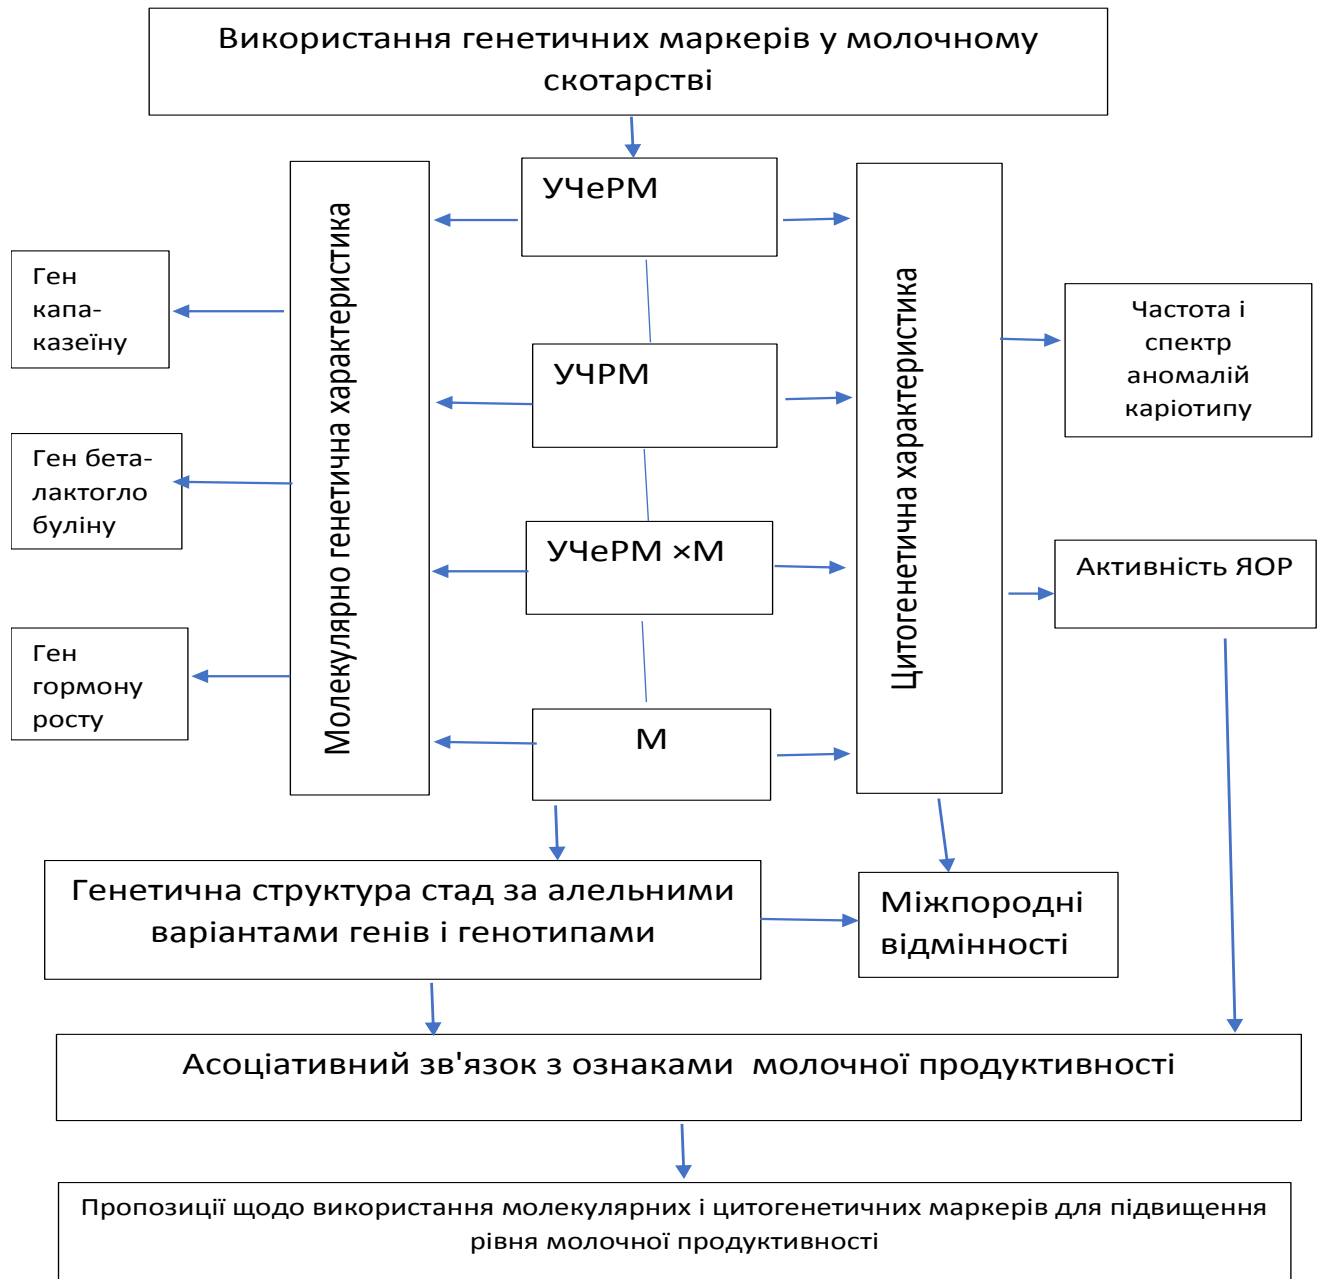 Використання генетичних маркерів у молочному
скотарстві
УЧеРМ
Молекулярно генетична характеристика
Цитогенетична характеристика
Ген
капа-
казеїну
УЧРМ
Частота і
спектр
аномалій
каріотипу
Ген бета-
лактогло
буліну
УЧеРМ ×М
Активність ЯОР
Ген
гормону
росту
М
Генетична структура стад за алельними
варіантами генів і генотипами
Міжпородні
відмінності
Асоціативний зв'язок з ознаками  молочної продуктивності
Пропозиції щодо використання молекулярних і цитогенетичних маркерів для підвищення
рівня молочної продуктивності